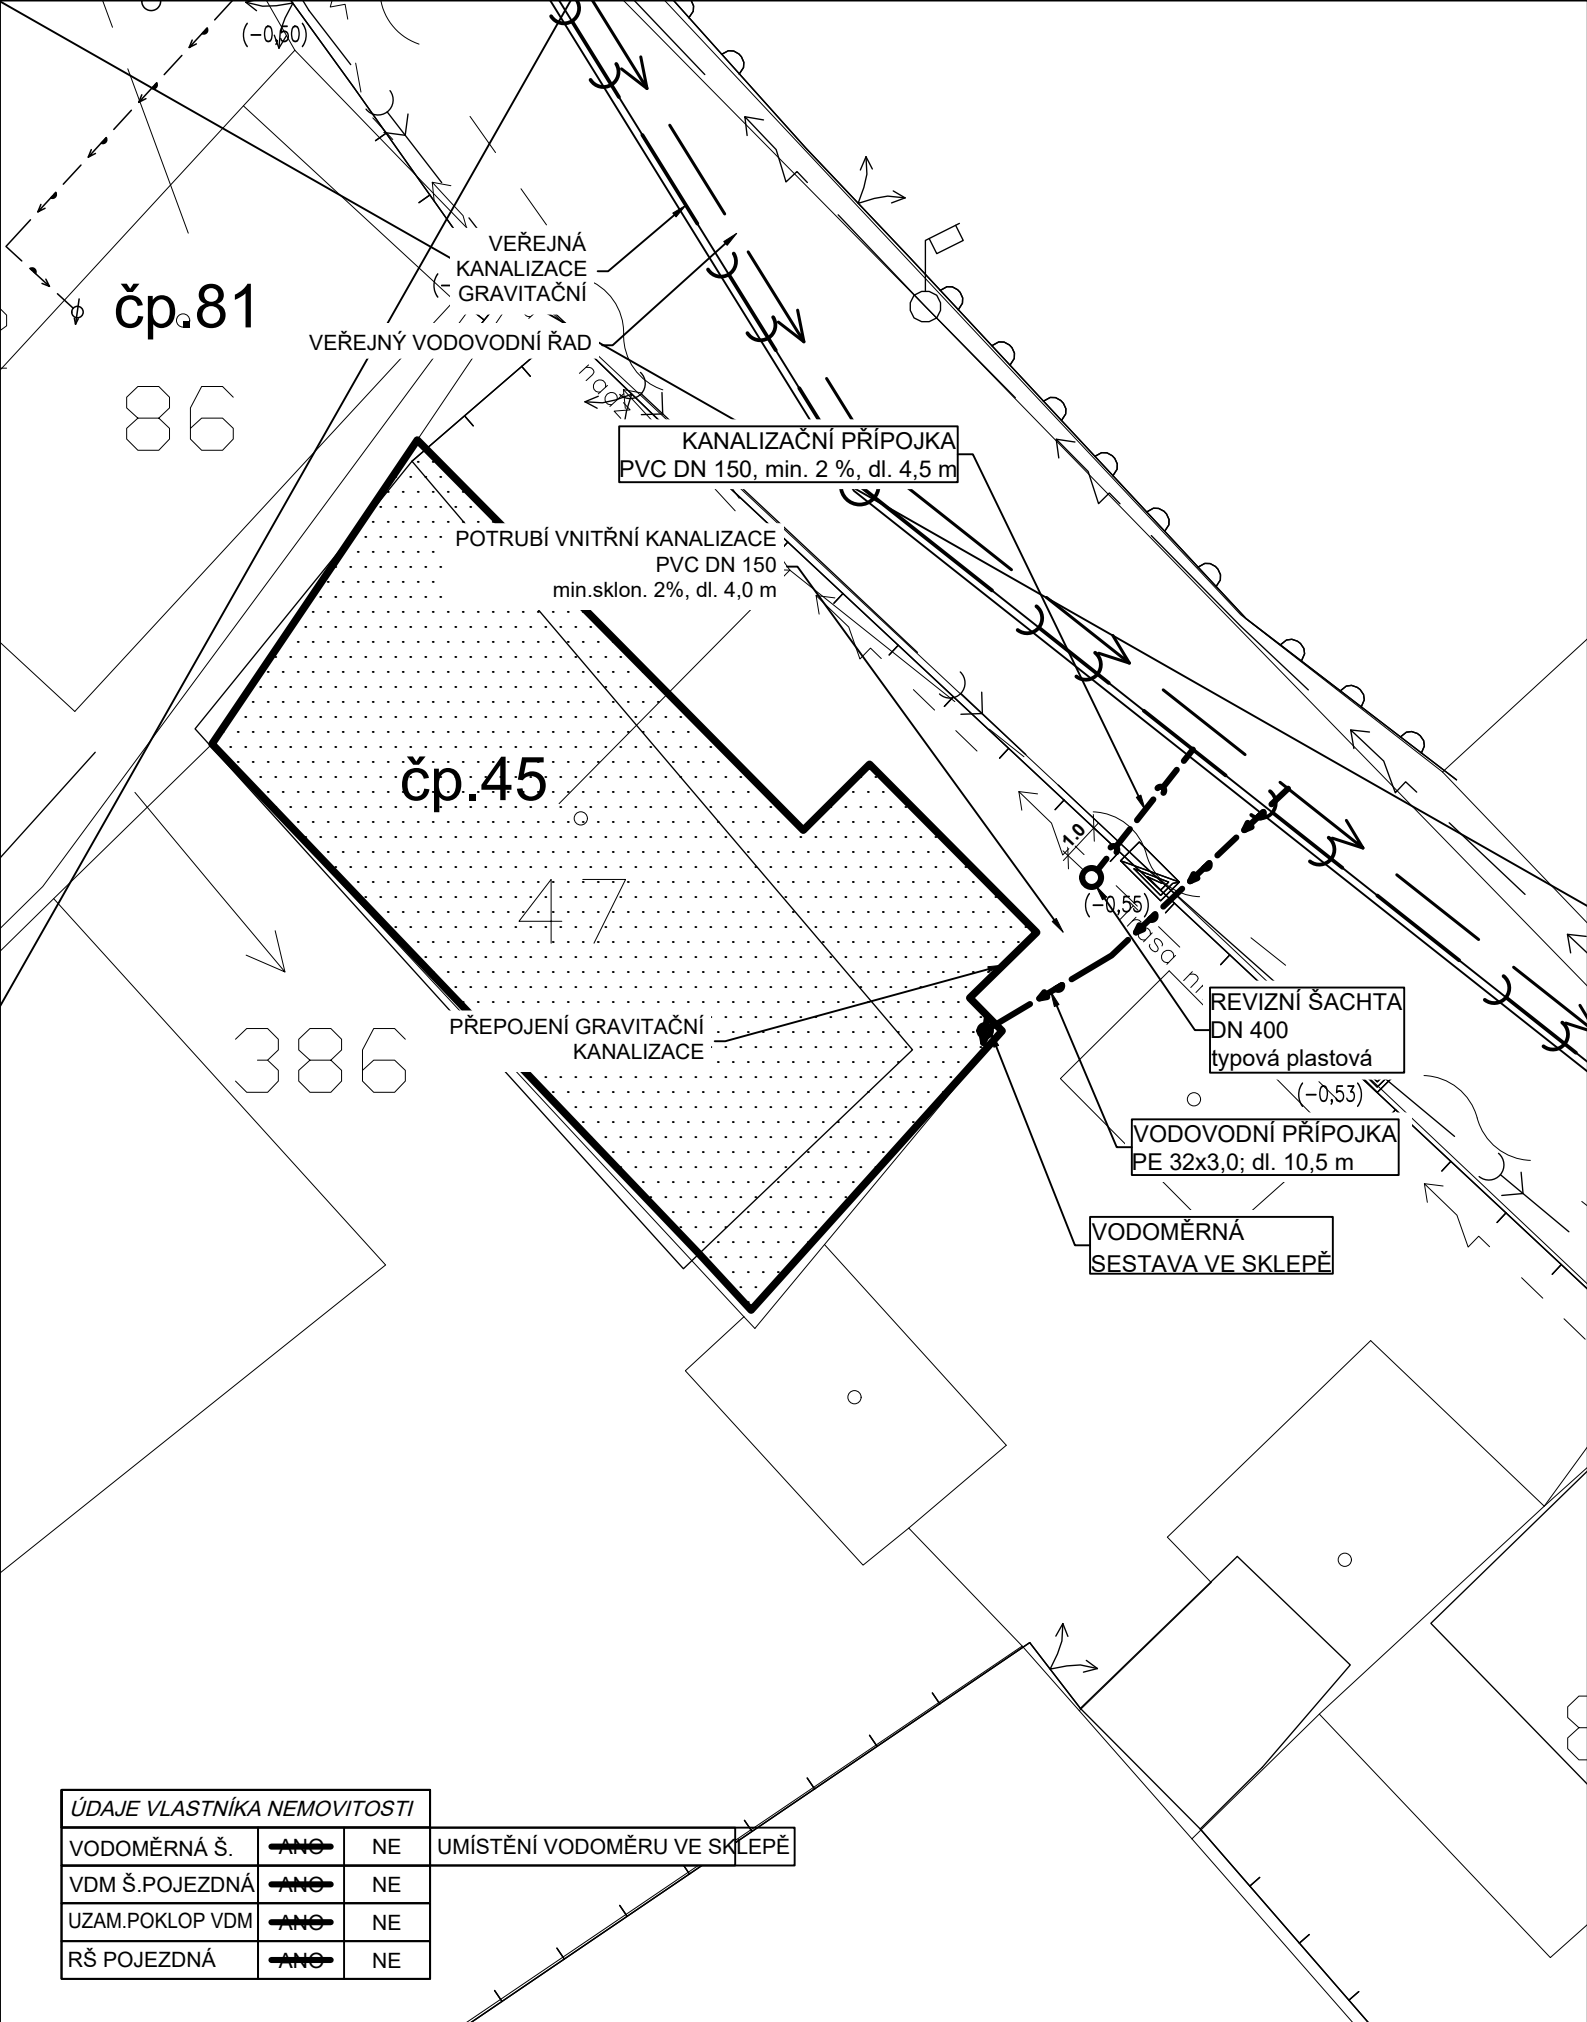 (-0,50)
VEŘEJNÁ
KANALIZACE
GRAVITAČNÍ
čp.81
VEŘEJNÝ VODOVODNÍ ŘAD
86
KANALIZAČNÍ PŘÍPOJKA
PVC DN 150, min. 2 %, dl. 4,5 m
POTRUBÍ VNITŘNÍ KANALIZACE
PVC DN 150
min.sklon. 2%, dl. 4,0 m
čp.45
1.0
47
(-0,55)
REVIZNÍ ŠACHTA
DN 400
typová plastová
PŘEPOJENÍ GRAVITAČNÍ
KANALIZACE
386
(-0,53)
VODOVODNÍ PŘÍPOJKA
PE 32x3,0; dl. 10,5 m
VODOMĚRNÁ
SESTAVA VE SKLEPĚ
ÚDAJE VLASTNÍKA NEMOVITOSTI
VODOMĚRNÁ Š. ANO NE UMÍSTĚNÍ VODOMĚRU VE SKLEPĚ
VDM Š.POJEZDNÁ ANO NE
UZAM.POKLOP VDM ANO NE
RŠ POJEZDNÁ ANO NE